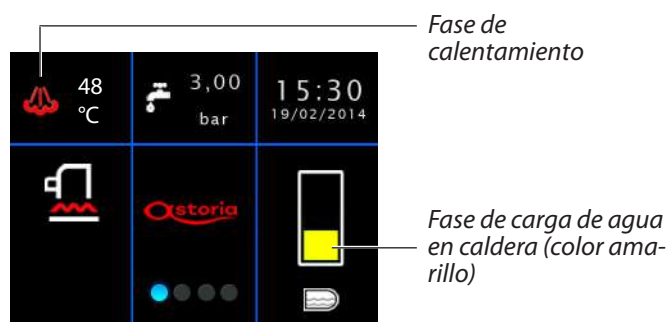 Fase de
calentamiento
48
°C
3,00
bar
15:30
19/02/2014
astoria
Fase de carga de agua
en caldera (color ama-
rillo)